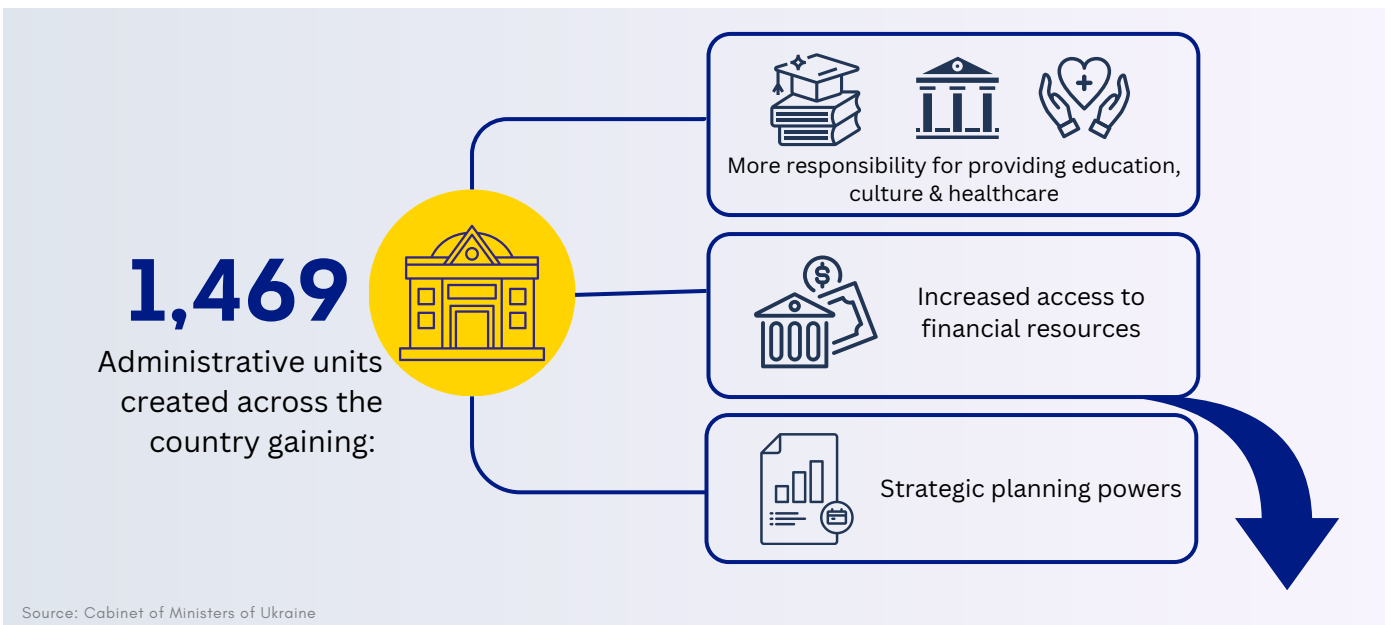 1,469
Administrative units
created across the
country gaining:
More responsibility for providing education,
culture & healthcare
$
Increased access to
financial resources
Strategic planning powers
Source: Cabinet of Ministers of Ukraine